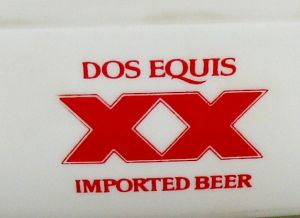 DOS EQUIS
XX
IMPORTED BEER